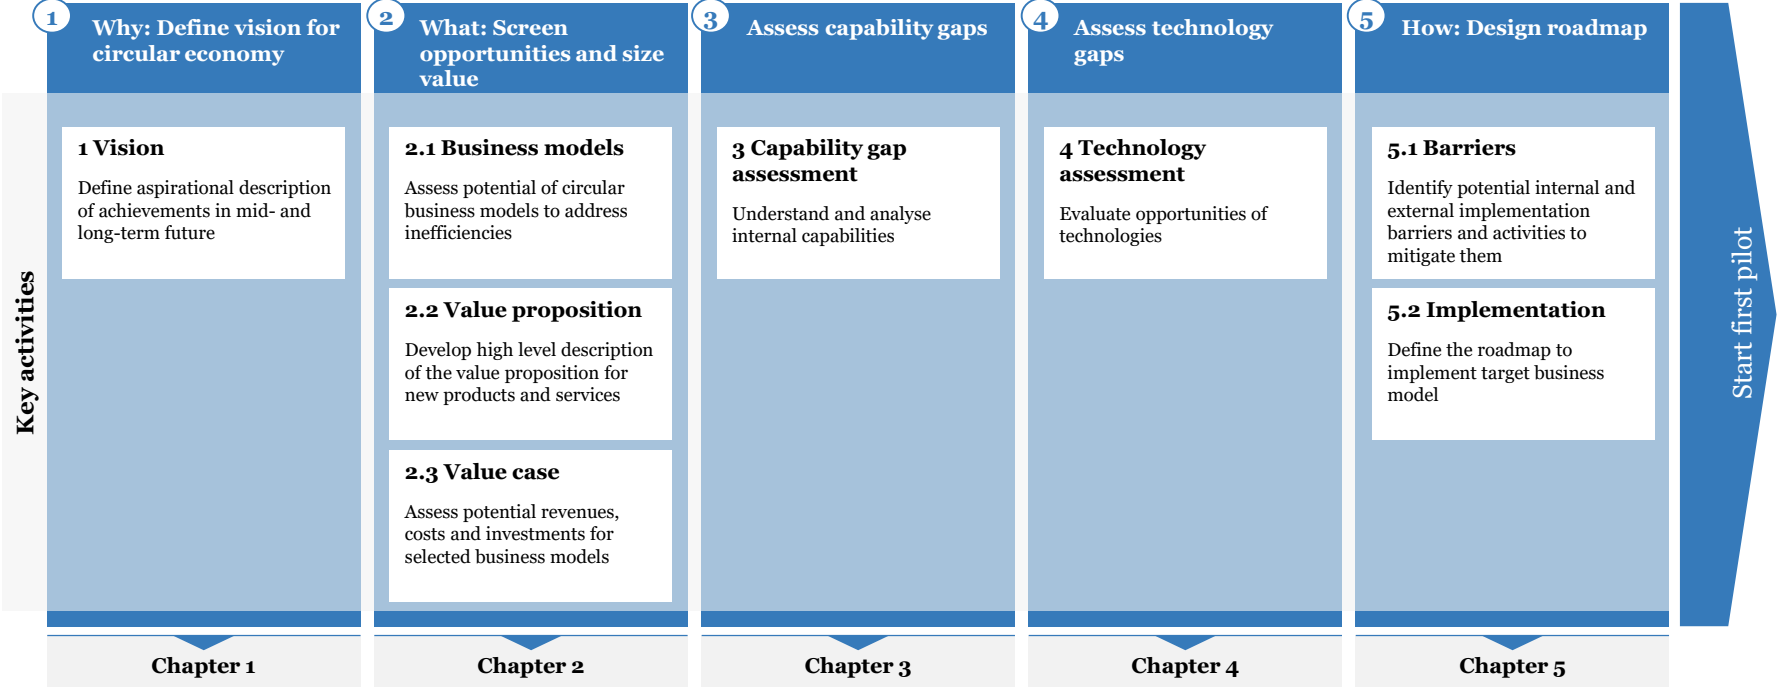 1
Why: Define vision for
circular economy
2
What: Screen
opportunities and size
value
3
Assess capability gaps
4
Assess technology
gaps
5
How: Design roadmap
Key activities
1 Vision
Define aspirational description
of achievements in mid- and
long-term future
2.1 Business models
Assess potential of circular
business models to address
inefficiencies
2.2 Value proposition
Develop high level description
of the value proposition for
new products and services
2.3 Value case
Assess potential revenues,
costs and investments for
selected business models
3 Capability gap
assessment
Understand and analyse
internal capabilities
4 Technology
assessment
Evaluate opportunities of
technologies
5.1 Barriers
Identify potential internal and
external implementation
barriers and activities to
mitigate them
5.2 Implementation
Define the roadmap to
implement target business
model
Start first pilot
Chapter 1
Chapter 2
Chapter 3
Chapter 4
Chapter 5